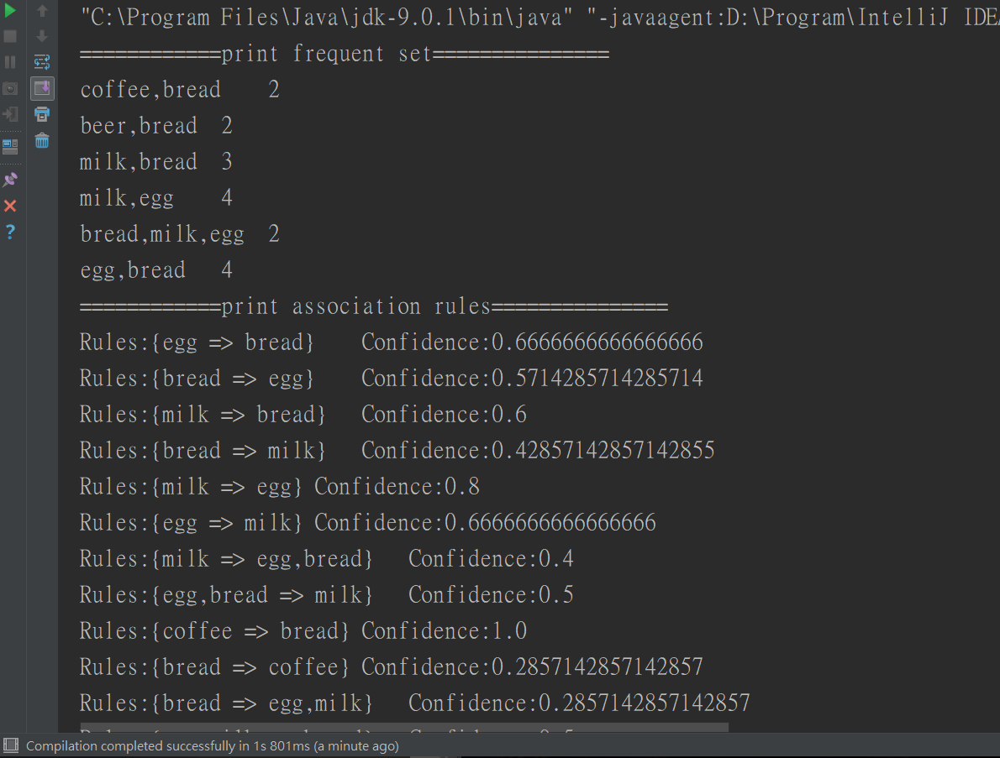 "C:\Program Files\Java\jdk-9.0.1\bin\java" "-javaagent:D:\Program\IntelliJ IDEA
============print frequent set===============
coffee,bread    2
beer,bread  2
milk,bread  3
milk,egg    4
bread,milk,egg  2
egg,bread   4
============print association rules===============
Rules:{egg => bread}    Confidence:0.6666666666666666
Rules:{bread => egg}    Confidence:0.5714285714285714
Rules:{milk => bread}   Confidence:0.6
Rules:{bread => milk}   Confidence:0.42857142857142855
Rules:{milk => egg} Confidence:0.8
Rules:{egg => milk} Confidence:0.6666666666666666
Rules:{milk => egg,bread}   Confidence:0.4
Rules:{egg,bread => milk}   Confidence:0.5
Rules:{coffee => bread} Confidence:1.0
Rules:{bread => coffee} Confidence:0.2857142857142857
Rules:{bread => egg,milk}   Confidence:0.2857142857142857
Compilation completed successfully in 1s 801ms (a minute ago)